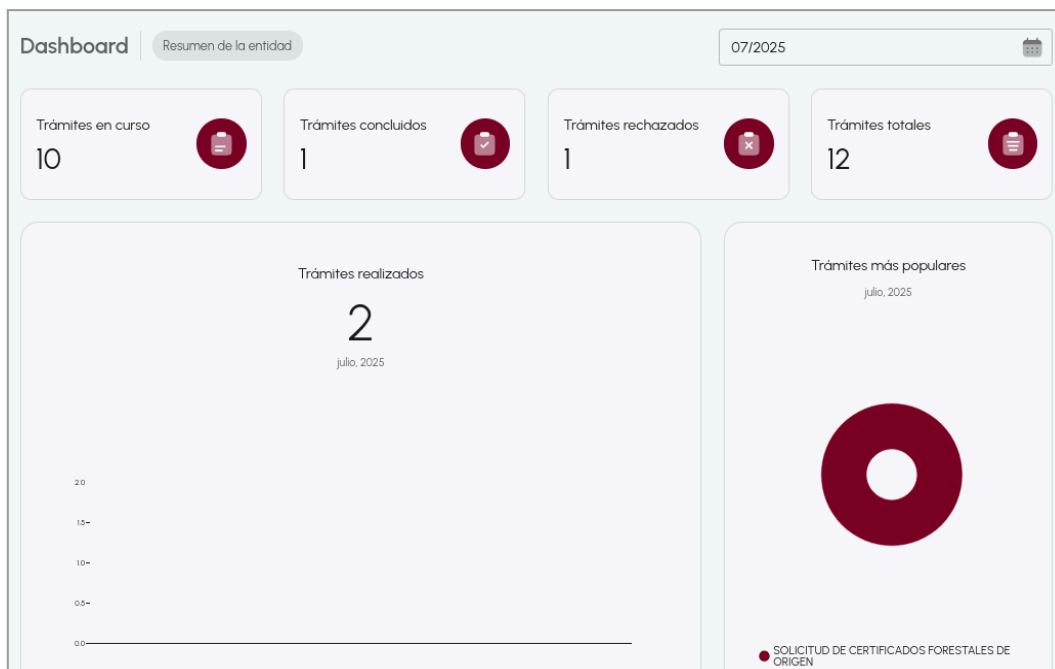 Dashboard
Resumen de la entidad
07/2025
Trámites en curso
10
Trámites concluidos
1
Trámites rechazados
1
Trámites totales
12
Trámites realizados
2
julio, 2025
2.0
1.5
1.0
0.5
0.0
Trámites más populares
julio, 2025
SOLICITUD DE CERTIFICADOS FORESTALES DE
ORIGEN